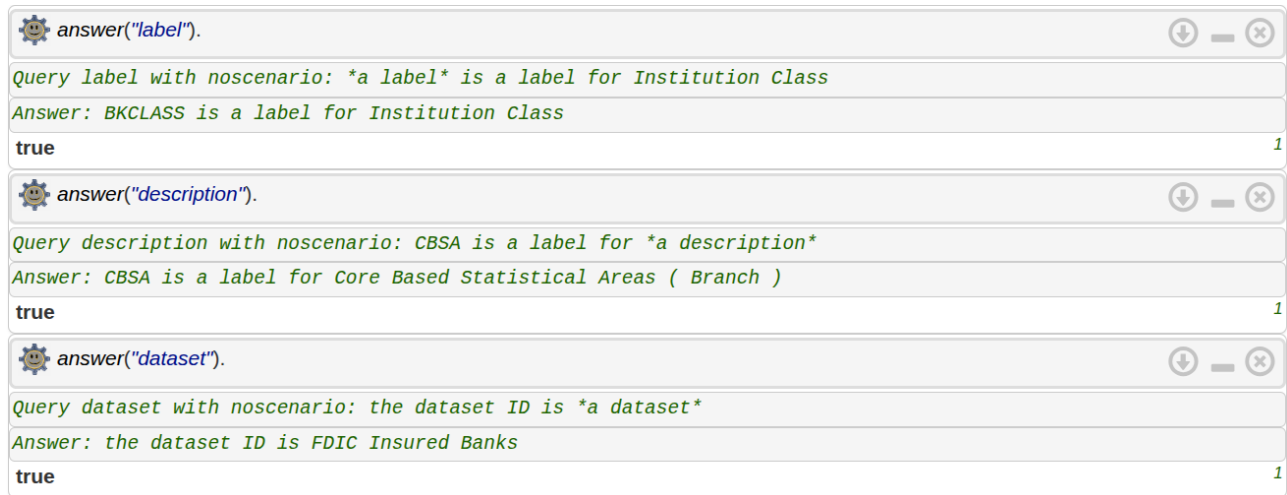 answer("label").
Query label with noscenario: *a label* is a label for Institution Class
Answer: BKCLASS is a label for Institution Class
true 1
answer("description").
Query description with noscenario: CBSA is a label for *a description*
Answer: CBSA is a label for Core Based Statistical Areas ( Branch )
true 1
answer("dataset").
Query dataset with noscenario: the dataset ID is *a dataset*
Answer: the dataset ID is FDIC Insured Banks
true 1